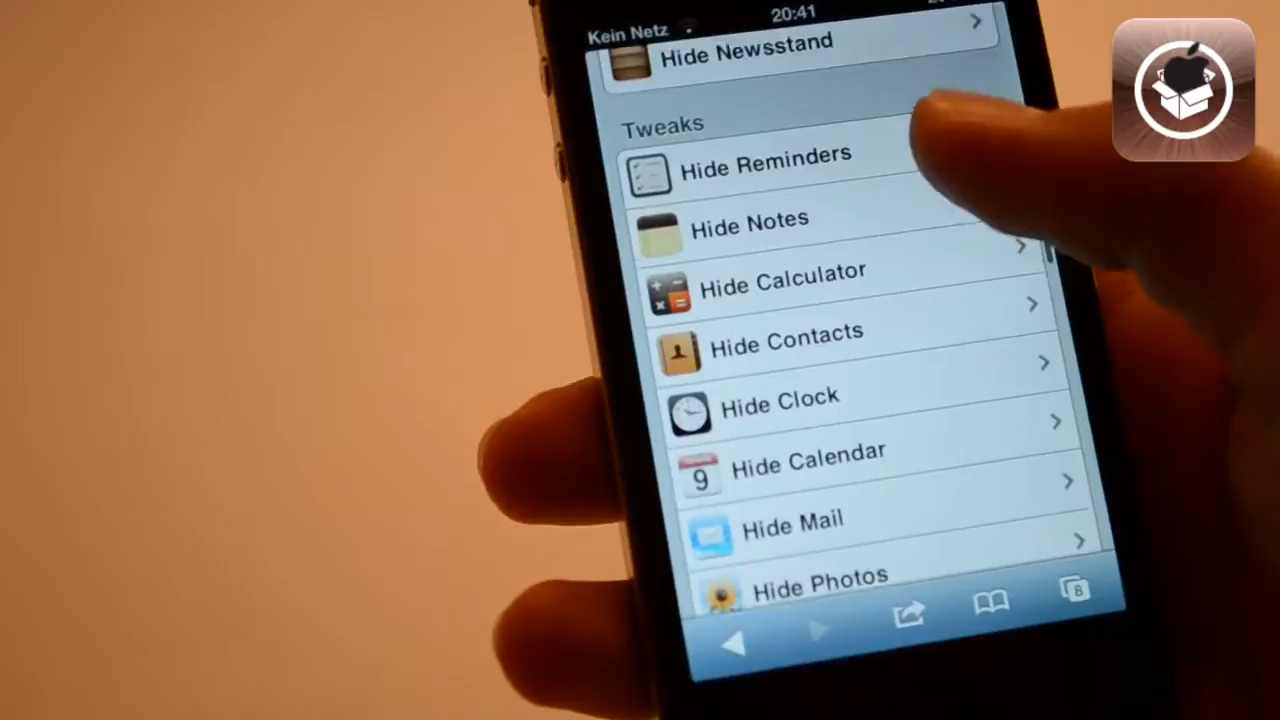 Kein Netz
20:41
Hide Newsstand
Tweaks
Hide Reminders
Hide Notes
Hide Calculator
Hide Contacts
Hide Clock
9
Hide Calendar
Hide Mail
Hide Photos
8